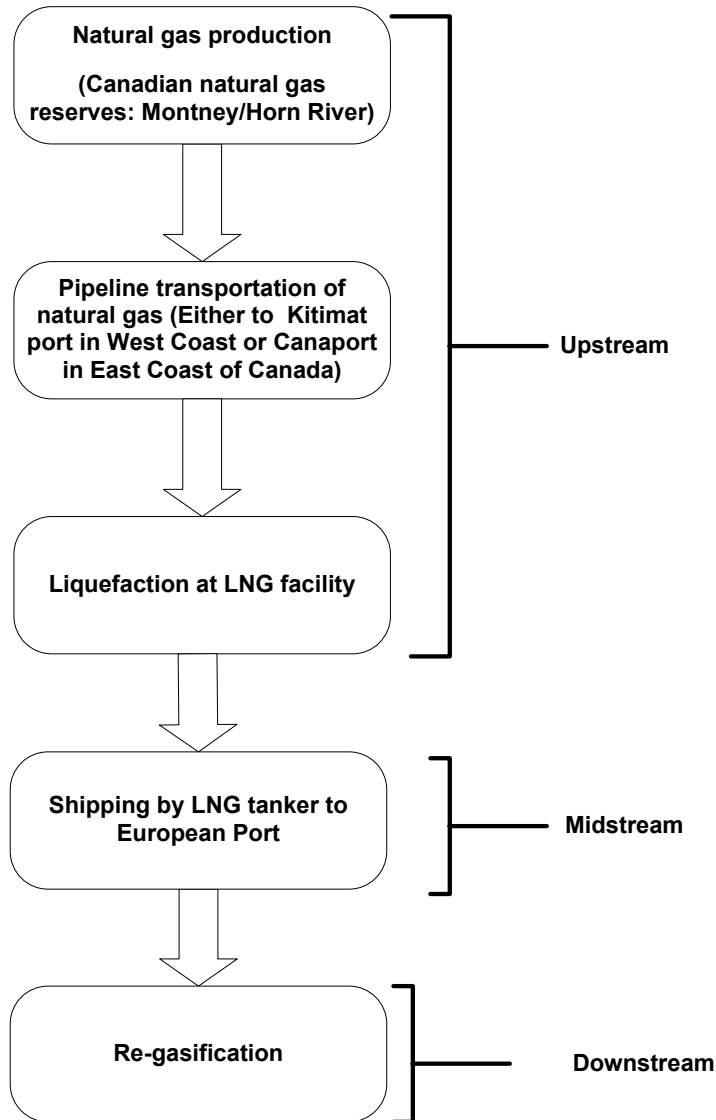 Natural gas production
(Canadian natural gas
reserves: Montney/Horn River)
Pipeline transportation of
natural gas (Either to Kitimat
port in West Coast or Canaport
in East Coast of Canada)
Upstream
Liquefaction at LNG facility
Shipping by LNG tanker to
European Port
Midstream
Re-gasification
Downstream